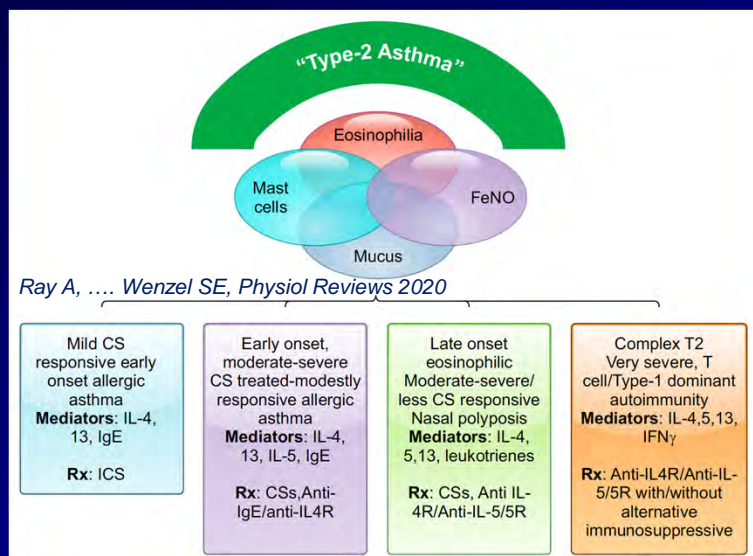 “Type-2 Asthma”
Eosinophilia
Mast
cells
FeNO
Mucus
Ray A, …. Wenzel SE, Physiol Reviews 2020
Mild CS
responsive early
onset allergic
asthma
Mediators: IL-4,
13, IgE
Rx: ICS
Early onset,
moderate-severe
CS treated-modestly
responsive allergic
asthma
Mediators: IL-4,
13, IL-5, IgE
Rx: CSs,Anti-
IgE/anti-IL4R
Late onset
eosinophilic
Moderate-severe/
less CS responsive
Nasal polyposis
Mediators: IL-4,
5,13, leukotrienes
Rx: CSs, Anti IL-
4R/Anti-IL-5/5R
Complex T2
Very severe, T
cell/Type-1 dominant
autoimmunity
Mediators: IL-4,5,13,
IFNγ
Rx: Anti-IL4R/Anti-IL-
5/5R with/without
alternative
immunosuppressive